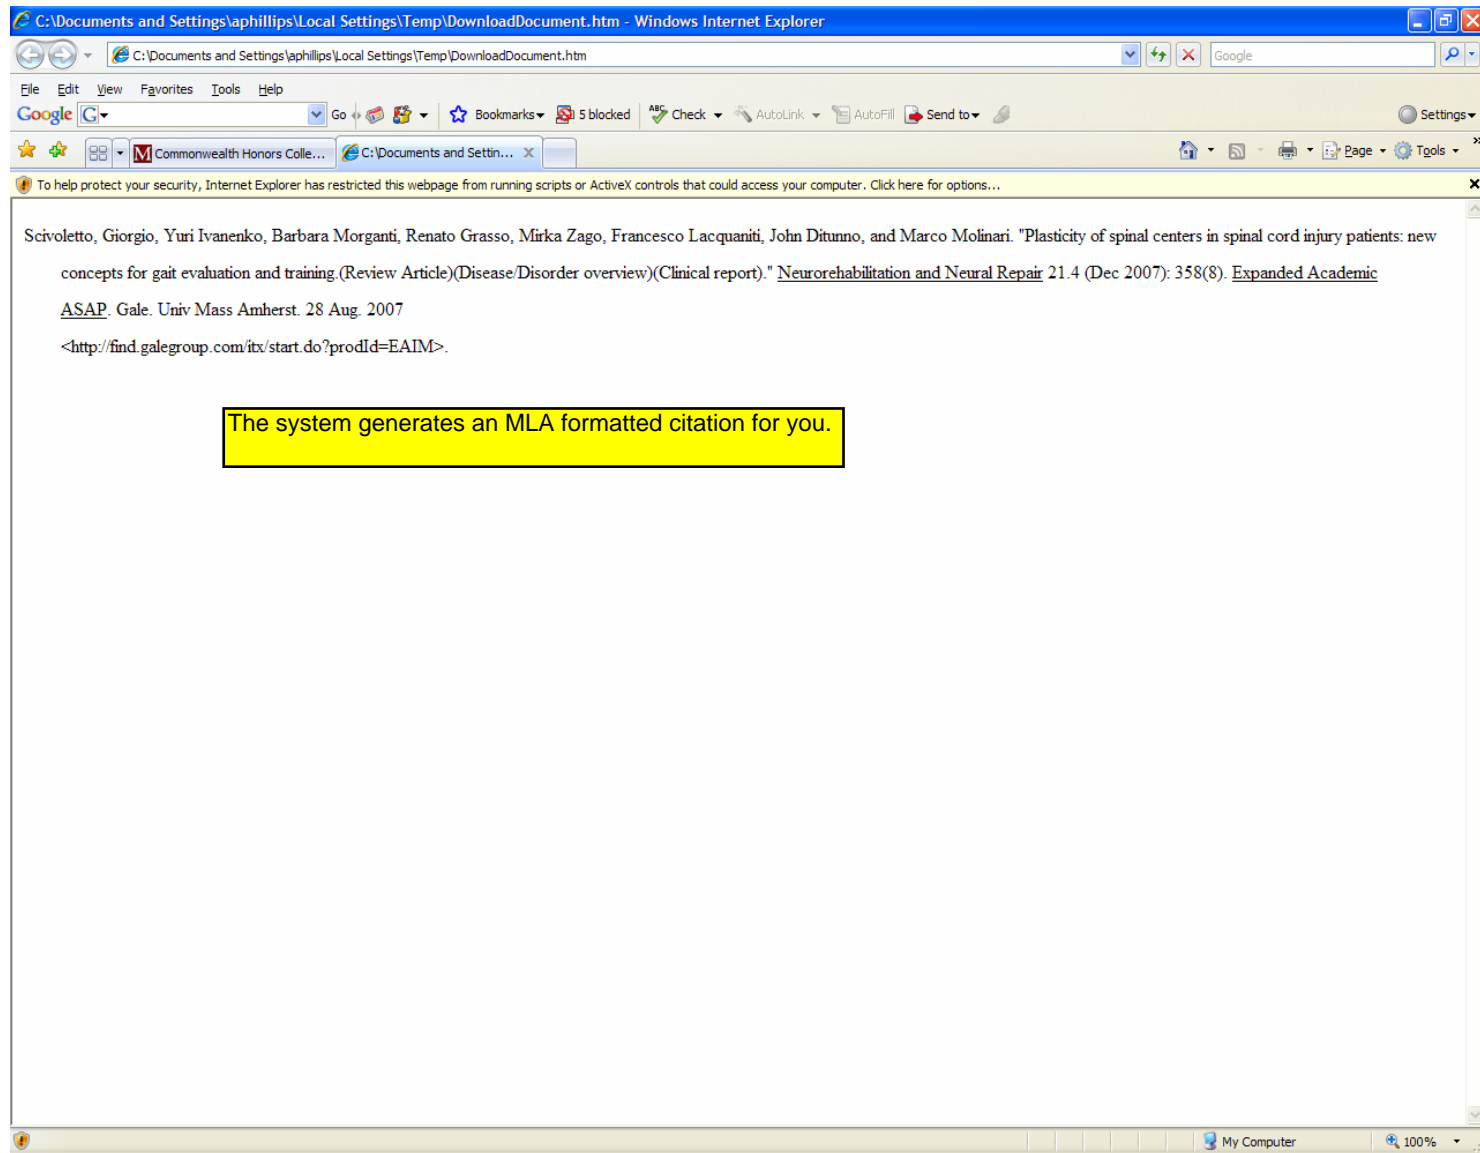 C:\Documents and Settings\aphillips\Local Settings\Temp\DownloadDocument.htm - Windows Internet Explorer
C:\Documents and Settings\aphillips\Local Settings\Temp\DownloadDocument.htm
Google
File Edit View Favorites Tools Help
Google G Go Bookmarks 5 blocked ABC Check AutoLink AutoFill Send to Settings
M Commonwealth Honors Colle... C:\Documents and Settin... X Page Tools »
To help protect your security, Internet Explorer has restricted this webpage from running scripts or ActiveX controls that could access your computer. Click here for options...
Scivoletto, Giorgio, Yuri Ivanenko, Barbara Morganti, Renato Grasso, Mirka Zago, Francesco Lacquaniti, John Ditunno, and Marco Molinari. "Plasticity of spinal centers in spinal cord injury patients: new
concepts for gait evaluation and training.(Review Article)(Disease/Disorder overview)(Clinical report)." Neurorehabilitation and Neural Repair 21.4 (Dec 2007): 358(8). Expanded Academic
ASAP. Gale. Univ Mass Amherst. 28 Aug. 2007
<http://find.galegroup.com/itx/start.do?prodId=EAIM>.
The system generates an MLA formatted citation for you.
My Computer 100%